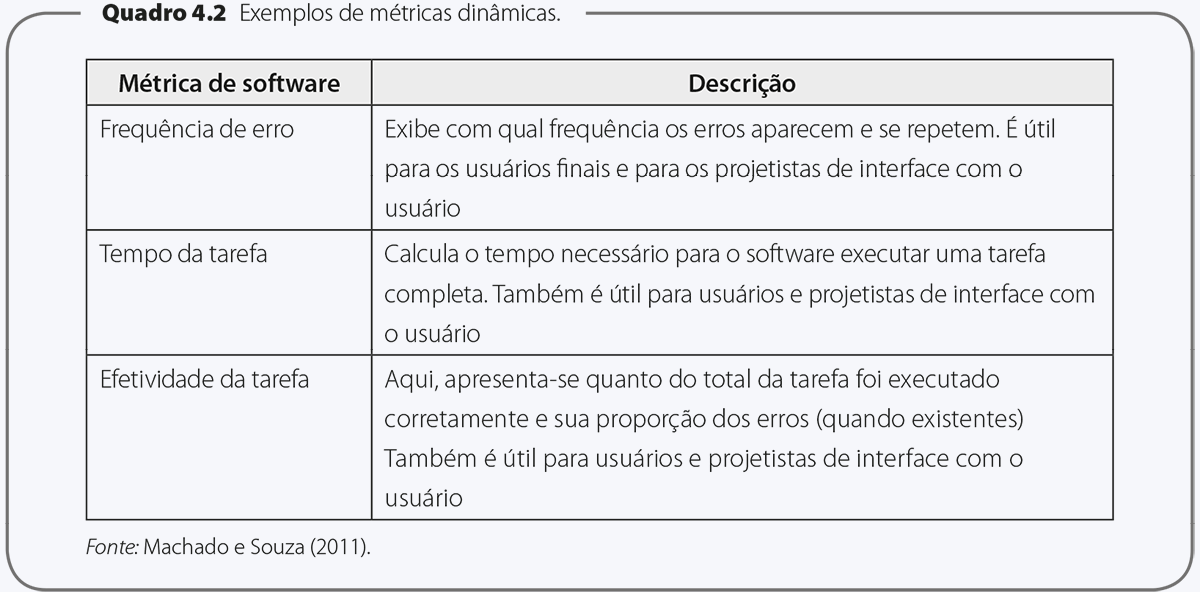 Quadro 4.2 Exemplos de métricas dinâmicas.
Métrica de software Descrição
Frequência de erro Exibe com qual frequência os erros aparecem e se repetem. É útil
para os usuários finais e para os projetistas de interface com o
usuário
Tempo da tarefa Calcula o tempo necessário para o software executar uma tarefa
completa. Também é útil para usuários e projetistas de interface com
o usuário
Efetividade da tarefa Aqui, apresenta-se quanto do total da tarefa foi executado
corretamente e sua proporção dos erros (quando existentes)
Também é útil para usuários e projetistas de interface com o
usuário
Fonte: Machado e Souza (2011).